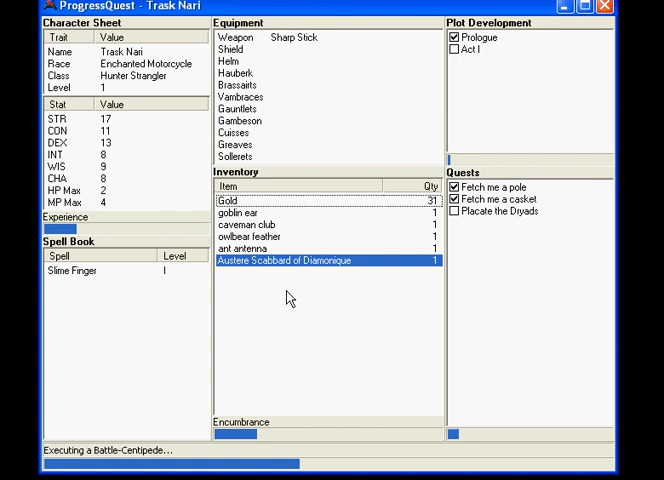 ProgressQuest - Trask Nari
Character Sheet
Trait Value
Name Trask Nari
Race Enchanted Motorcycle
Class Hunter Strangler
Level 1
Stat Value
STR 17
CON 11
DEX 13
INT 8
WIS 9
CHA 8
HP Max 2
MP Max 4
Experience
Spell Book
Spell Level
Slime Finger I
Equipment
Weapon Sharp Stick
Shield
Helm
Hauberk
Brassairts
Vambraces
Gauntlets
Gambeson
Cuisses
Greaves
Sollerets
Inventory
Item Qty
Gold 31
goblin ear 1
caveman club 1
owlbear feather 1
ant antenna 1
Austere Scabbard of Diamonique 1
Encumbrance
Plot Development
Prologue
Act I
Quests
Fetch me a pole
Fetch me a casket
Placate the Dryads
Executing a Battle-Centipede...